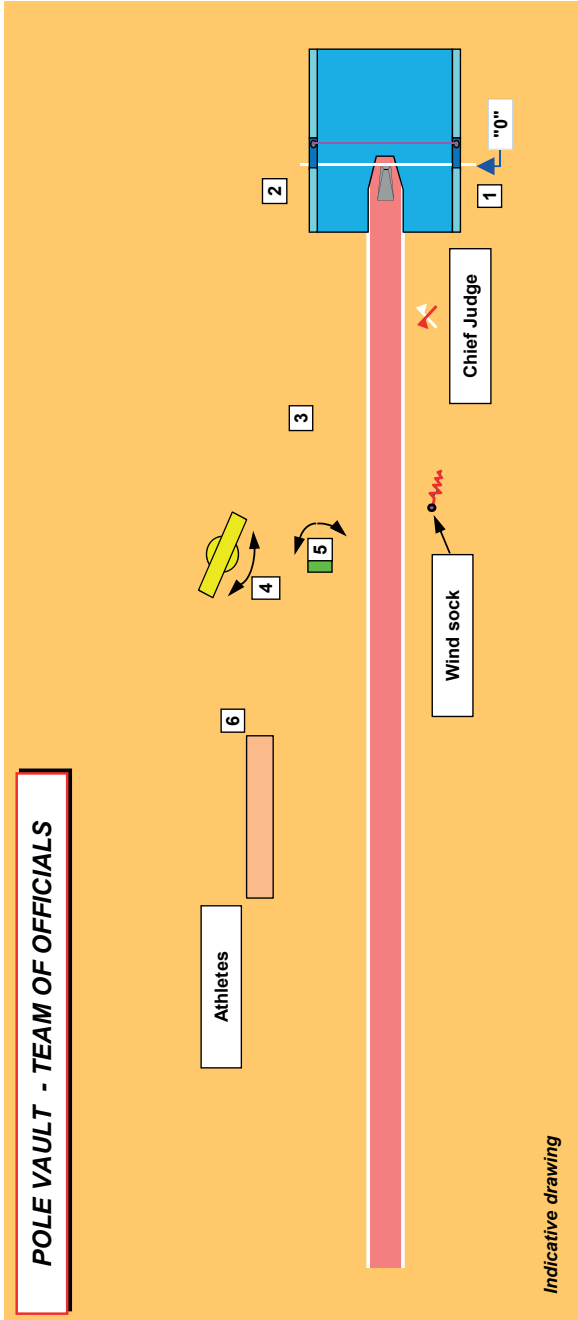 POLE VAULT - TEAM OF OFFICIALS
Athletes
6
4
5
3
2
1
"0"
Chief Judge
Wind sock
Indicative drawing